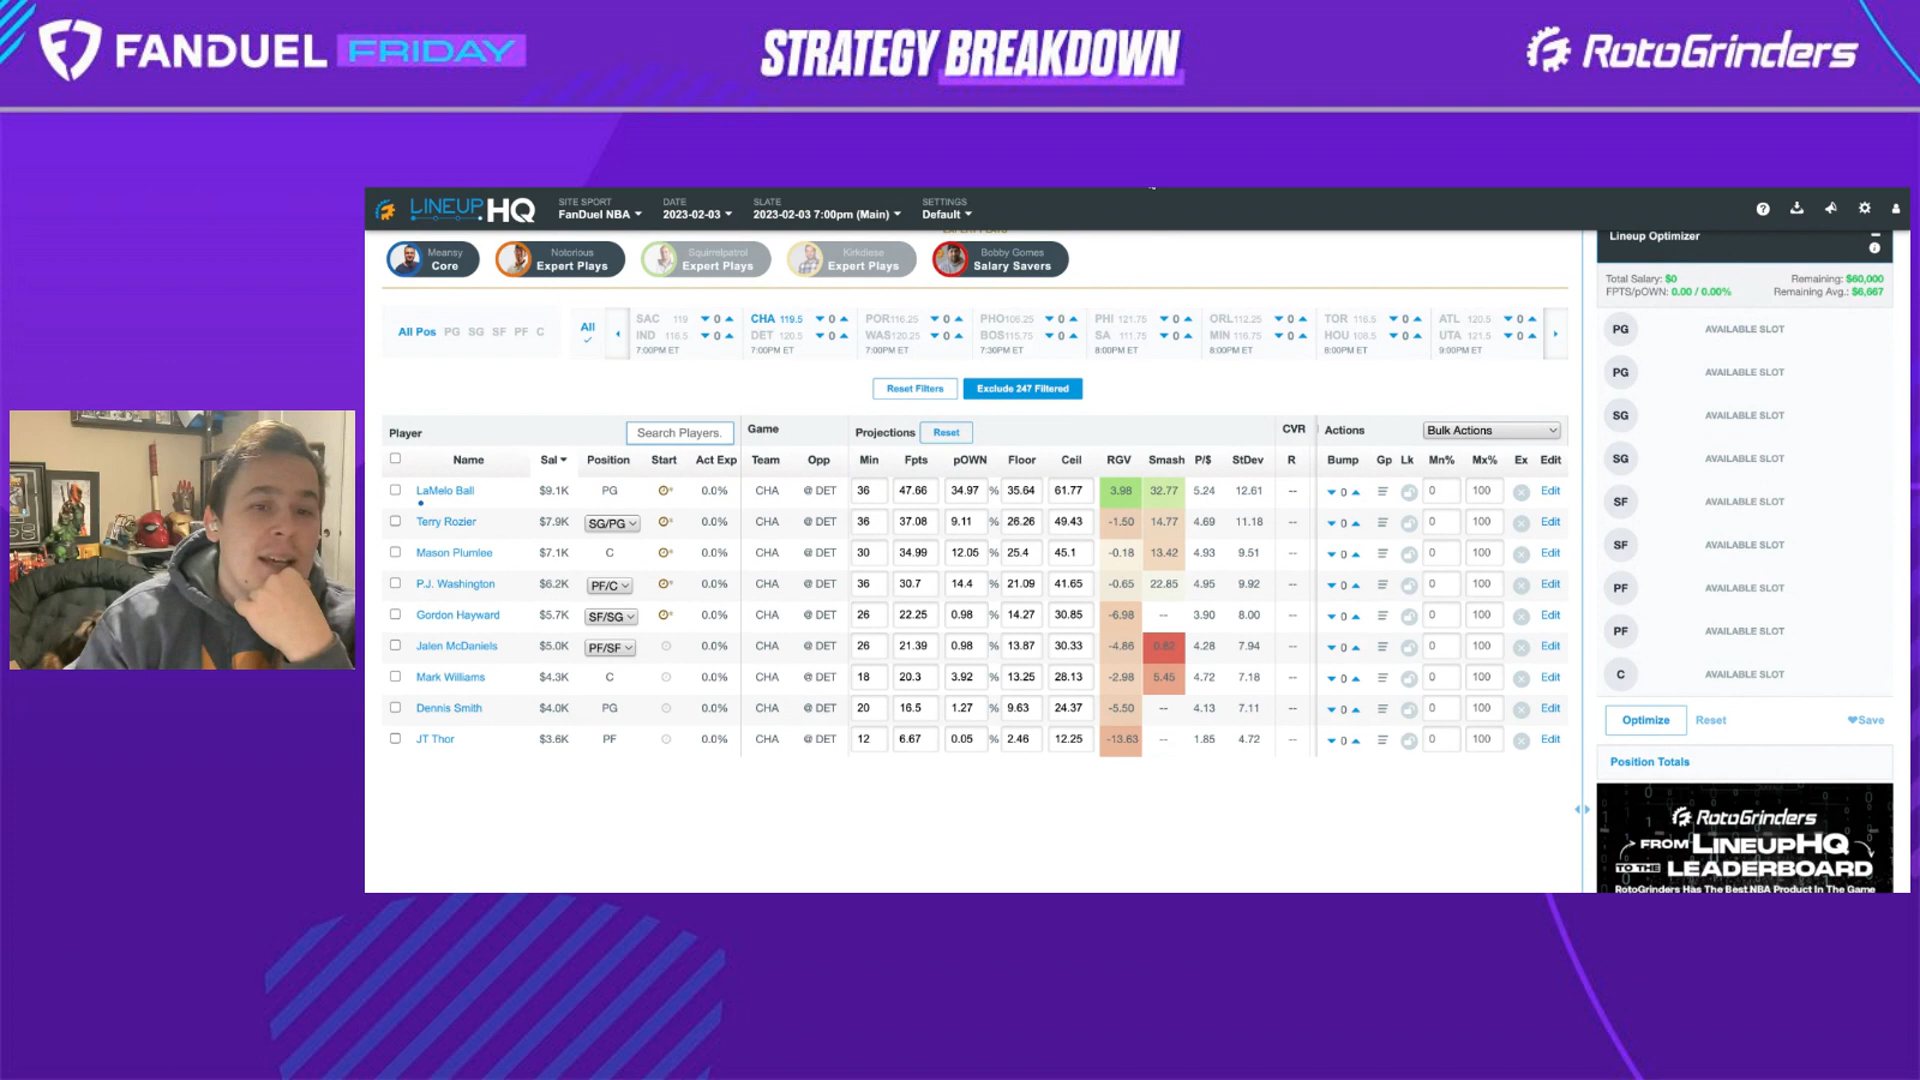 FANDUEL FRIDAY
STRATEGY BREAKDOWN
RotoGrinders
LINEUPHQ
SITE SPORT
FanDuel NBA
DATE
2023-02-03
SLATE
2023-02-03 7:00pm (Main)
SETTINGS
Default
Meansy
Core
Notorious
Expert Plays
Squirrelpatrol
Expert Plays
Kirkdiese
Expert Plays
Bobby Gomes
Salary Savers
All Pos PG SG SF PF C
All
SAC 119 0
IND 116.5 0
7:00PM ET
CHA 119.5 0
DET 120.5 0
7:00PM ET
POR 116.25 0
WAS 120.25 0
7:00PM ET
PHO 106.25 0
BOS 115.75 0
7:30PM ET
PHI 121.75 0
SA 111.75 0
8:00PM ET
ORL 112.25 0
MIN 116.75 0
8:00PM ET
TOR 116.5 0
HOU 108.5 0
8:00PM ET
ATL 120.5 0
UTA 121.5 0
9:00PM ET
Reset Filters
Exclude 247 Filtered
Player Search Players. Game Projections Reset CVR Actions Bulk Actions
Name Sal Position Start Act Exp Team Opp Min Fpts pOWN Floor Ceil RGV Smash P/$ StDev R Bump Gp Lk Mn% Mx% Ex Edit
LaMelo Ball $9.1K PG 0.0% CHA @ DET 36 47.66 34.97 % 35.64 61.77 3.98 32.77 5.24 12.61 -- 0 0 100 Edit
Terry Rozier $7.9K SG/PG 0.0% CHA @ DET 36 37.08 9.11 % 26.26 49.43 -1.50 14.77 4.69 11.18 -- 0 0 100 Edit
Mason Plumlee $7.1K C 0.0% CHA @ DET 30 34.99 12.05 % 25.4 45.1 -0.18 13.42 4.93 9.51 -- 0 0 100 Edit
P.J. Washington $6.2K PF/C 0.0% CHA @ DET 36 30.7 14.4 % 21.09 41.65 -0.65 22.85 4.95 9.92 -- 0 0 100 Edit
Gordon Hayward $5.7K SF/SG 0.0% CHA @ DET 26 22.25 0.98 % 14.27 30.85 -6.98 -- 3.90 8.00 -- 0 0 100 Edit
Jalen McDaniels $5.0K PF/SF 0.0% CHA @ DET 26 21.39 0.98 % 13.87 30.33 -4.86 0.82 4.28 7.94 -- 0 0 100 Edit
Mark Williams $4.3K C 0.0% CHA @ DET 18 20.3 3.92 % 13.25 28.13 -2.98 5.45 4.72 7.18 -- 0 0 100 Edit
Dennis Smith $4.0K PG 0.0% CHA @ DET 20 16.5 1.27 % 9.63 24.37 -5.50 -- 4.13 7.11 -- 0 0 100 Edit
JT Thor $3.6K PF 0.0% CHA @ DET 12 6.67 0.05 % 2.46 12.25 -13.63 -- 1.85 4.72 -- 0 0 100 Edit
Lineup Optimizer
Total Salary: $0 Remaining: $60,000
FPTS/pOWN: 0.00 / 0.00% Remaining Avg.: $6,667
PG AVAILABLE SLOT
PG AVAILABLE SLOT
SG AVAILABLE SLOT
SG AVAILABLE SLOT
SF AVAILABLE SLOT
SF AVAILABLE SLOT
PF AVAILABLE SLOT
PF AVAILABLE SLOT
C AVAILABLE SLOT
Optimize Reset Save
Position Totals
RotoGrinders
FROM LINEUPHQ
TO THE LEADERBOARD
RotoGrinders Has The Best NBA Product In The Game